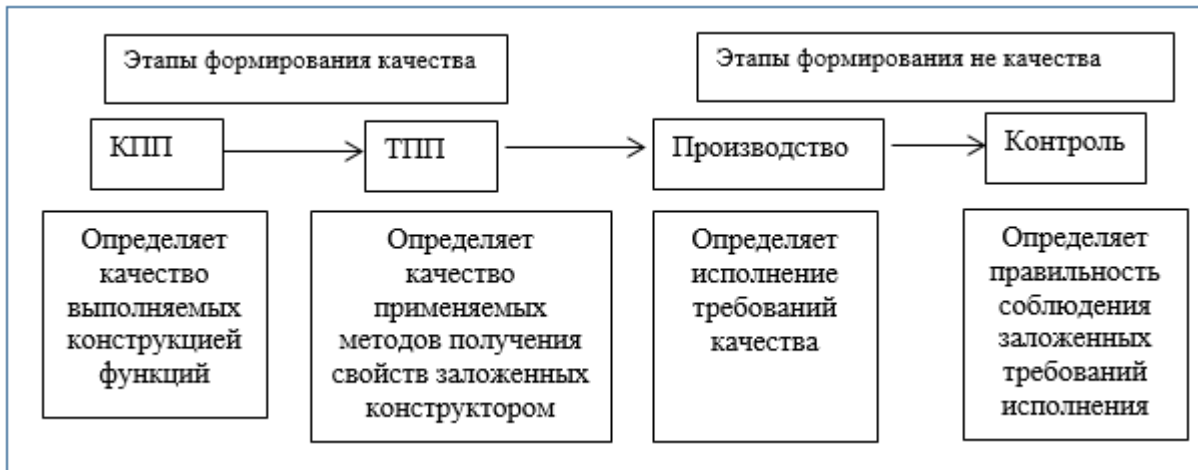 Этапы формирования качества
Этапы формирования не качества
КПП
ТПП
Производство
Контроль
Определяет
качество
выполняемых
конструкцией
функций
Определяет
качество
применяемых
методов получения
свойств заложенных
конструктором
Определяет
исполнение
требований
качества
Определяет
правильность
соблюдения
заложенных
требований
исполнения